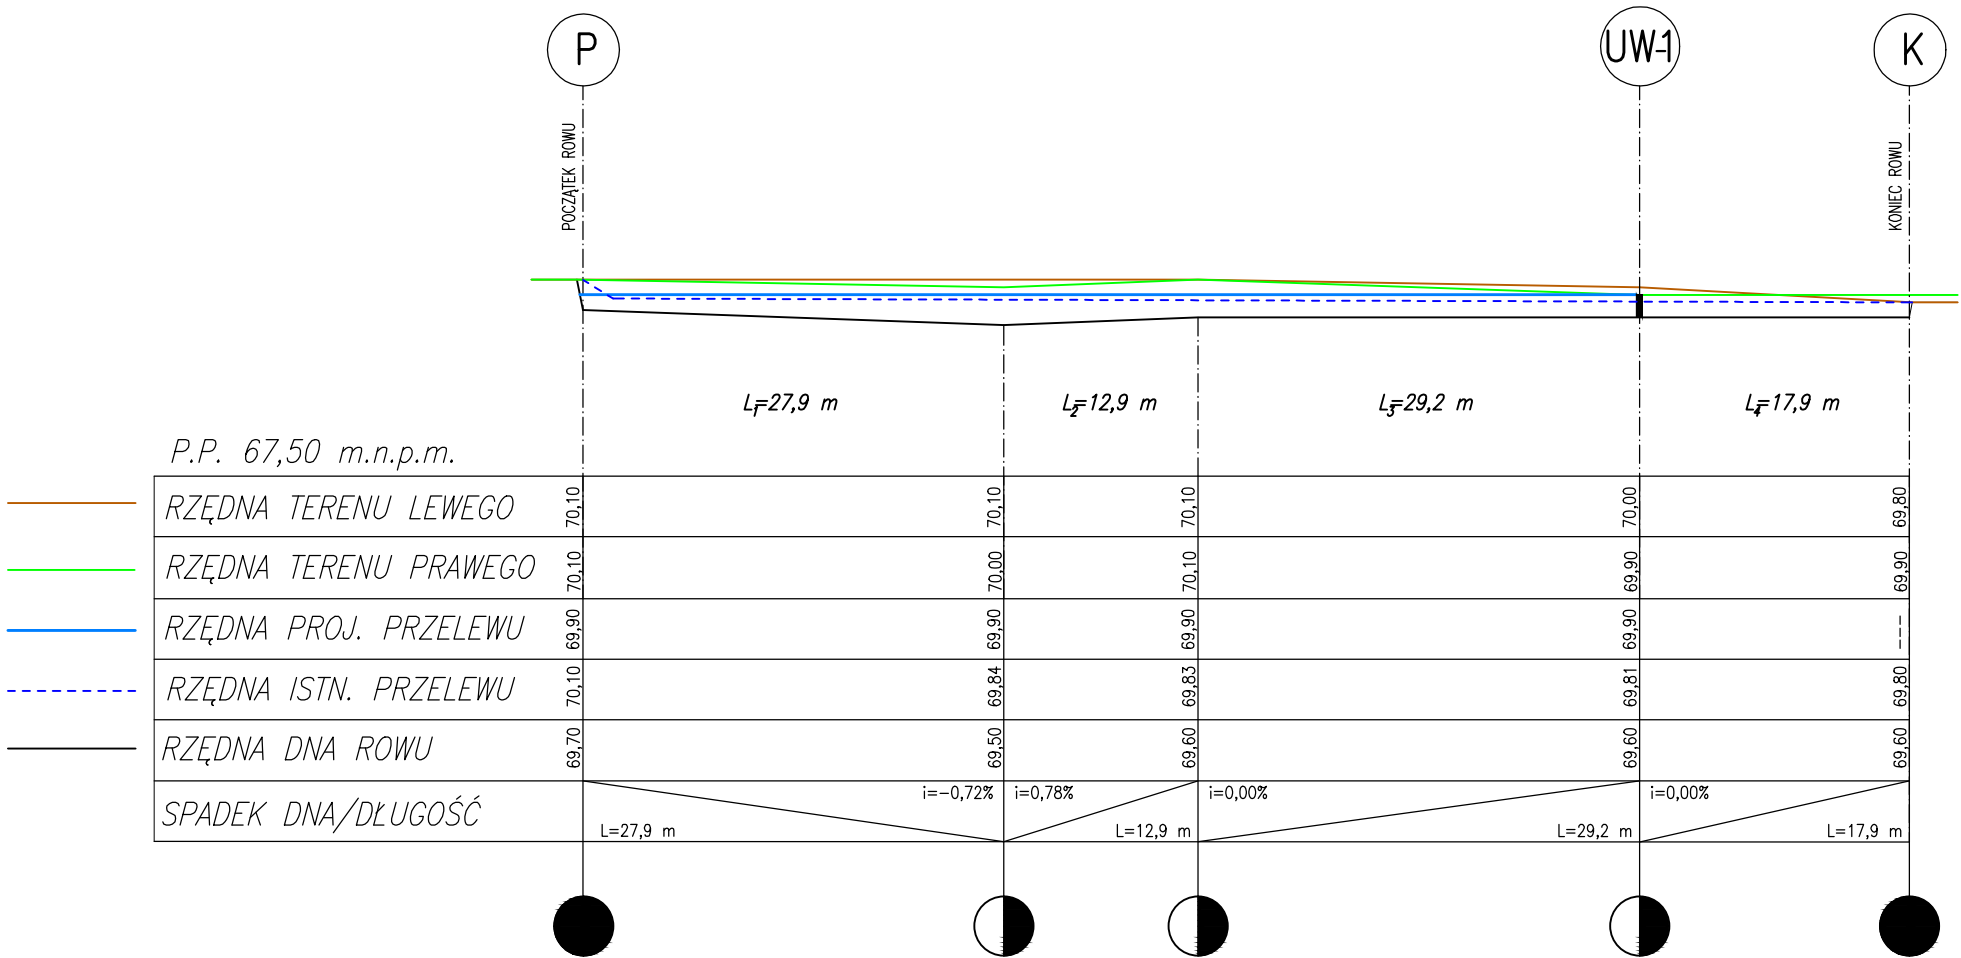 P
UW-1
K
POCZĄTEK ROWU
KONIEC ROWU
L1=27,9 m
L2=12,9 m
L3=29,2 m
L4=17,9 m
P.P. 67,50 m.n.p.m.
RZĘDNA TERENU LEWEGO 70,10 70,10 70,10 70,00 69,80
RZĘDNA TERENU PRAWEGO 70,10 70,00 70,10 69,90 69,90
RZĘDNA PROJ. PRZELEWU 69,90 69,90 69,90 69,90 ---
RZĘDNA ISTN. PRZELEWU 70,10 69,84 69,83 69,81 69,80
RZĘDNA DNA ROWU 69,70 69,50 69,60 69,60 69,60
SPADEK DNA/DŁUGOŚĆ
i=-0,72% i=0,78% i=0,00% i=0,00%
L=27,9 m L=12,9 m L=29,2 m L=17,9 m